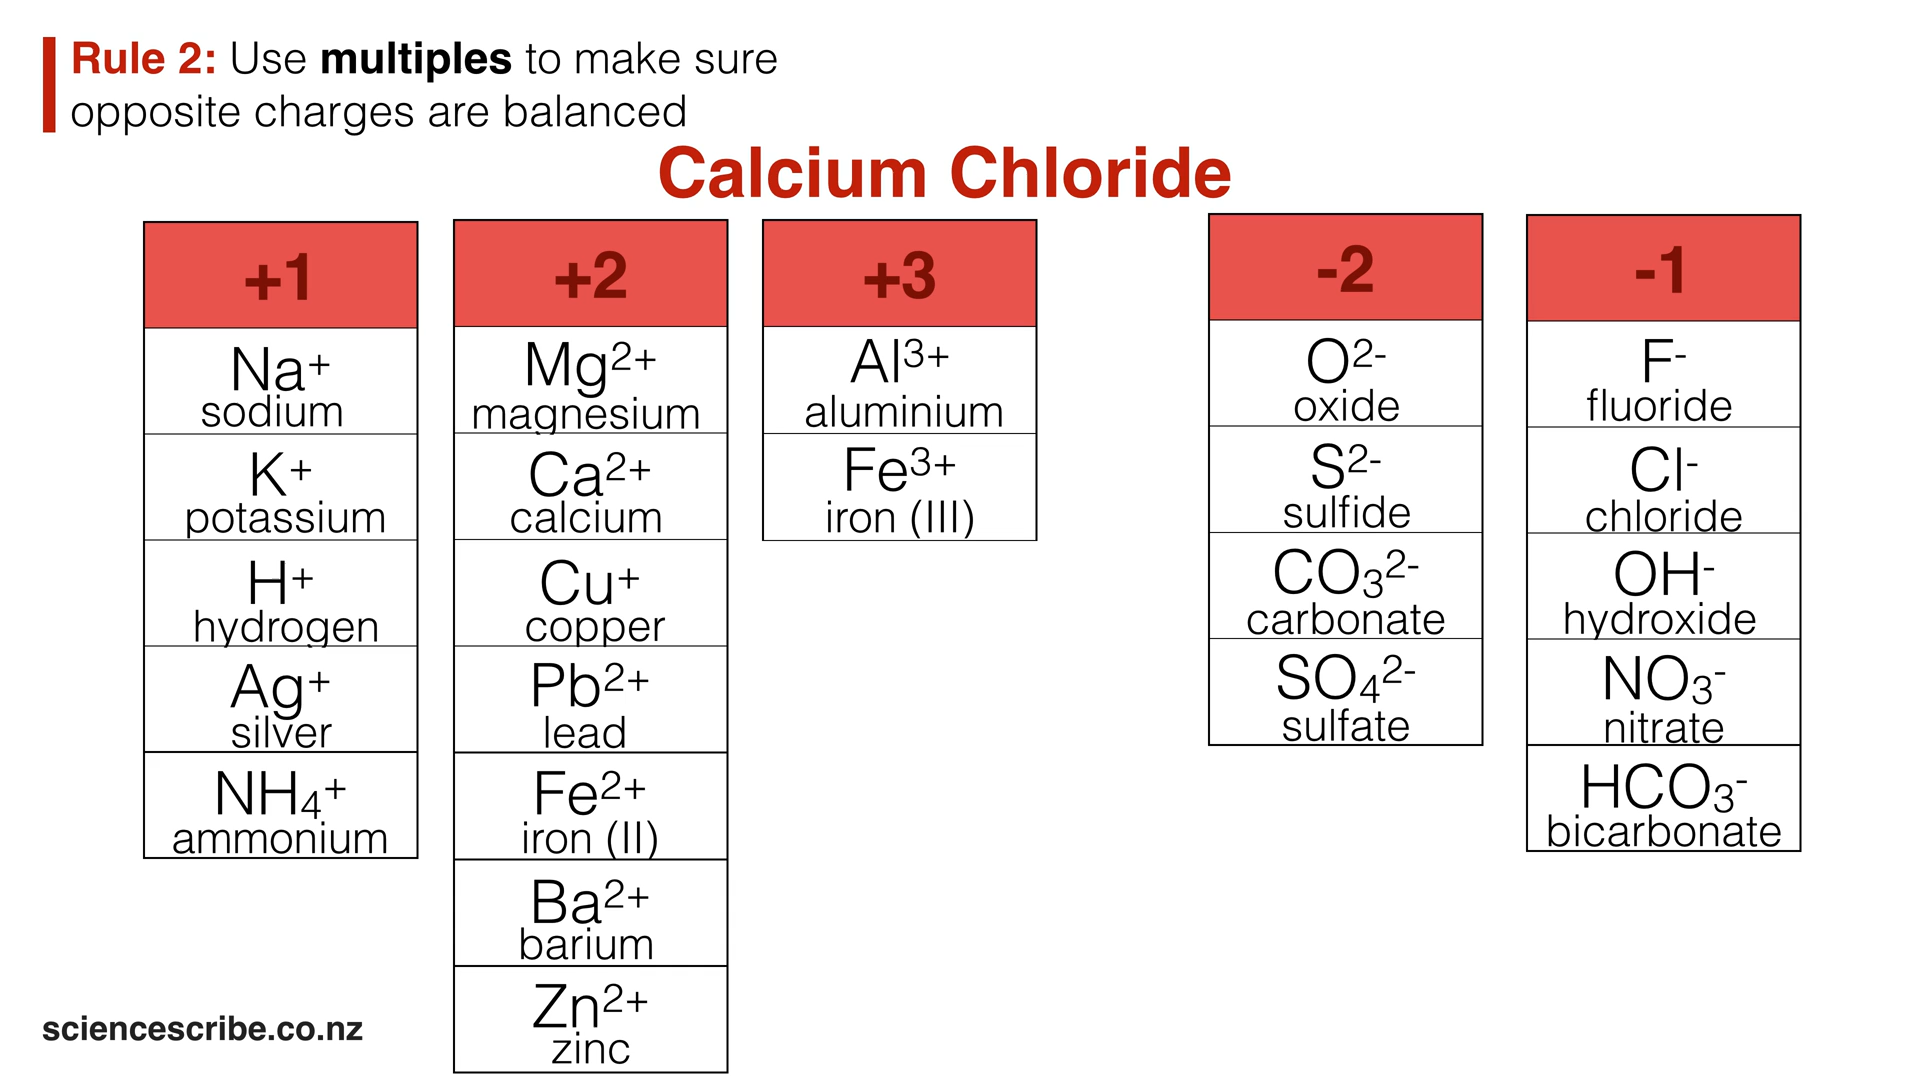 Rule 2: Use multiples to make sure
opposite charges are balanced
Calcium Chloride
+1
Na⁺
sodium
K⁺
potassium
H⁺
hydrogen
Ag⁺
silver
NH₄⁺
ammonium
+2
Mg²⁺
magnesium
Ca²⁺
calcium
Cu⁺
copper
Pb²⁺
lead
Fe²⁺
iron (II)
Ba²⁺
barium
Zn²⁺
zinc
+3
Al³⁺
aluminium
Fe³⁺
iron (III)
-2
O²⁻
oxide
S²⁻
sulfide
CO₃²⁻
carbonate
SO₄²⁻
sulfate
-1
F⁻
fluoride
Cl⁻
chloride
OH⁻
hydroxide
NO₃⁻
nitrate
HCO₃⁻
bicarbonate
sciencescribe.co.nz